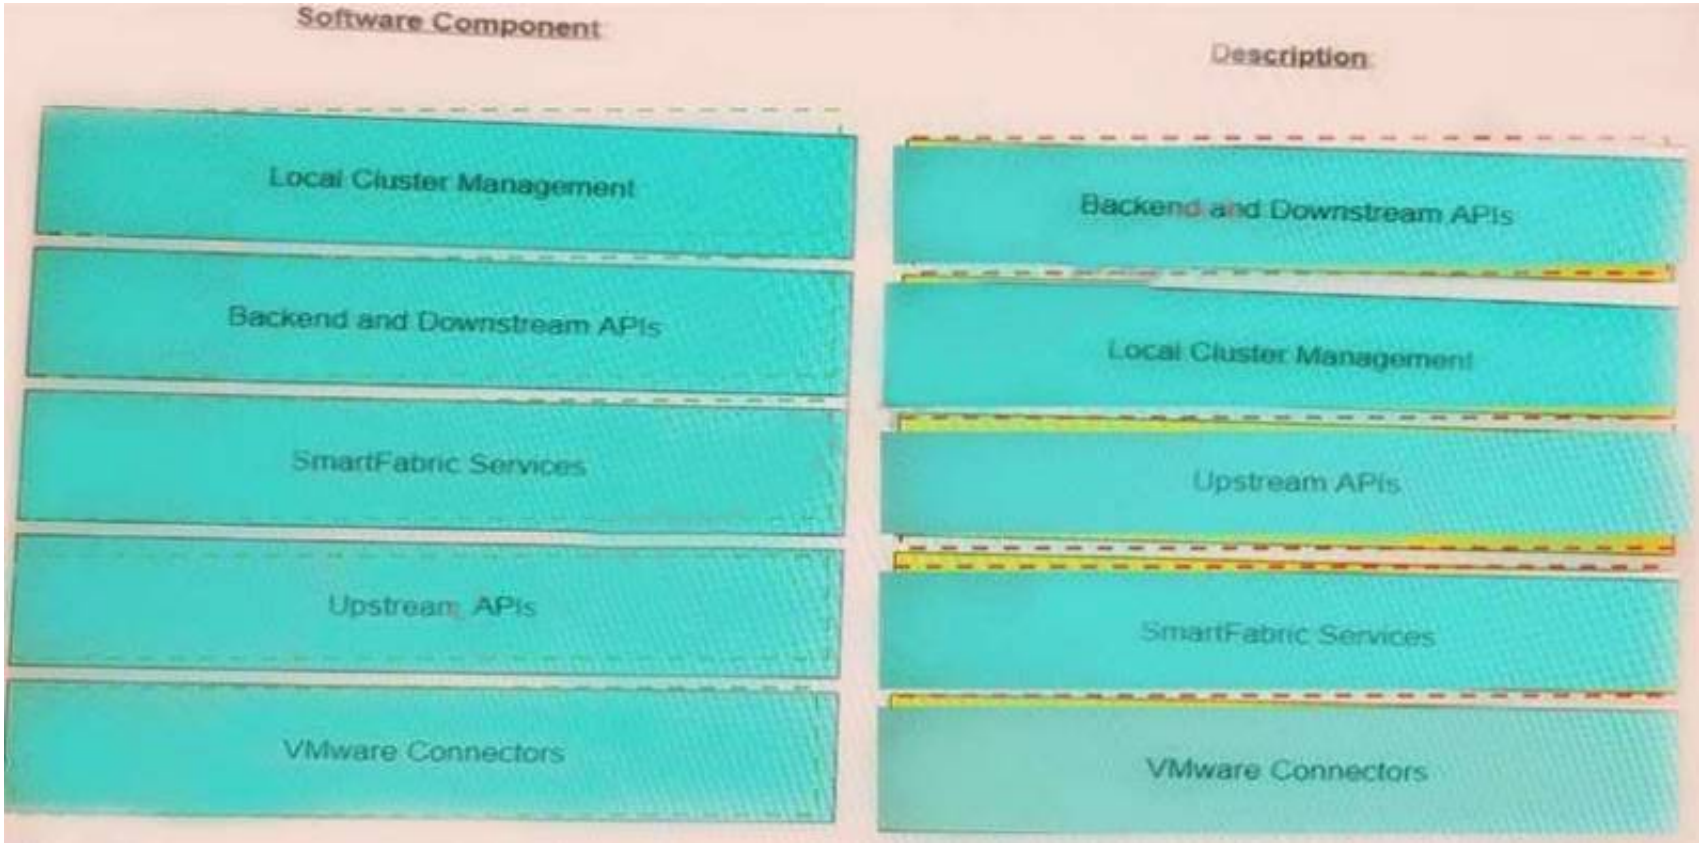 Software Component
Description
Local Cluster Management
Backend and Downstream APIs
SmartFabric Services
Upstream APIs
VMware Connectors
Backend and Downstream APIs
Local Cluster Management
Upstream APIs
SmartFabric Services
VMware Connectors